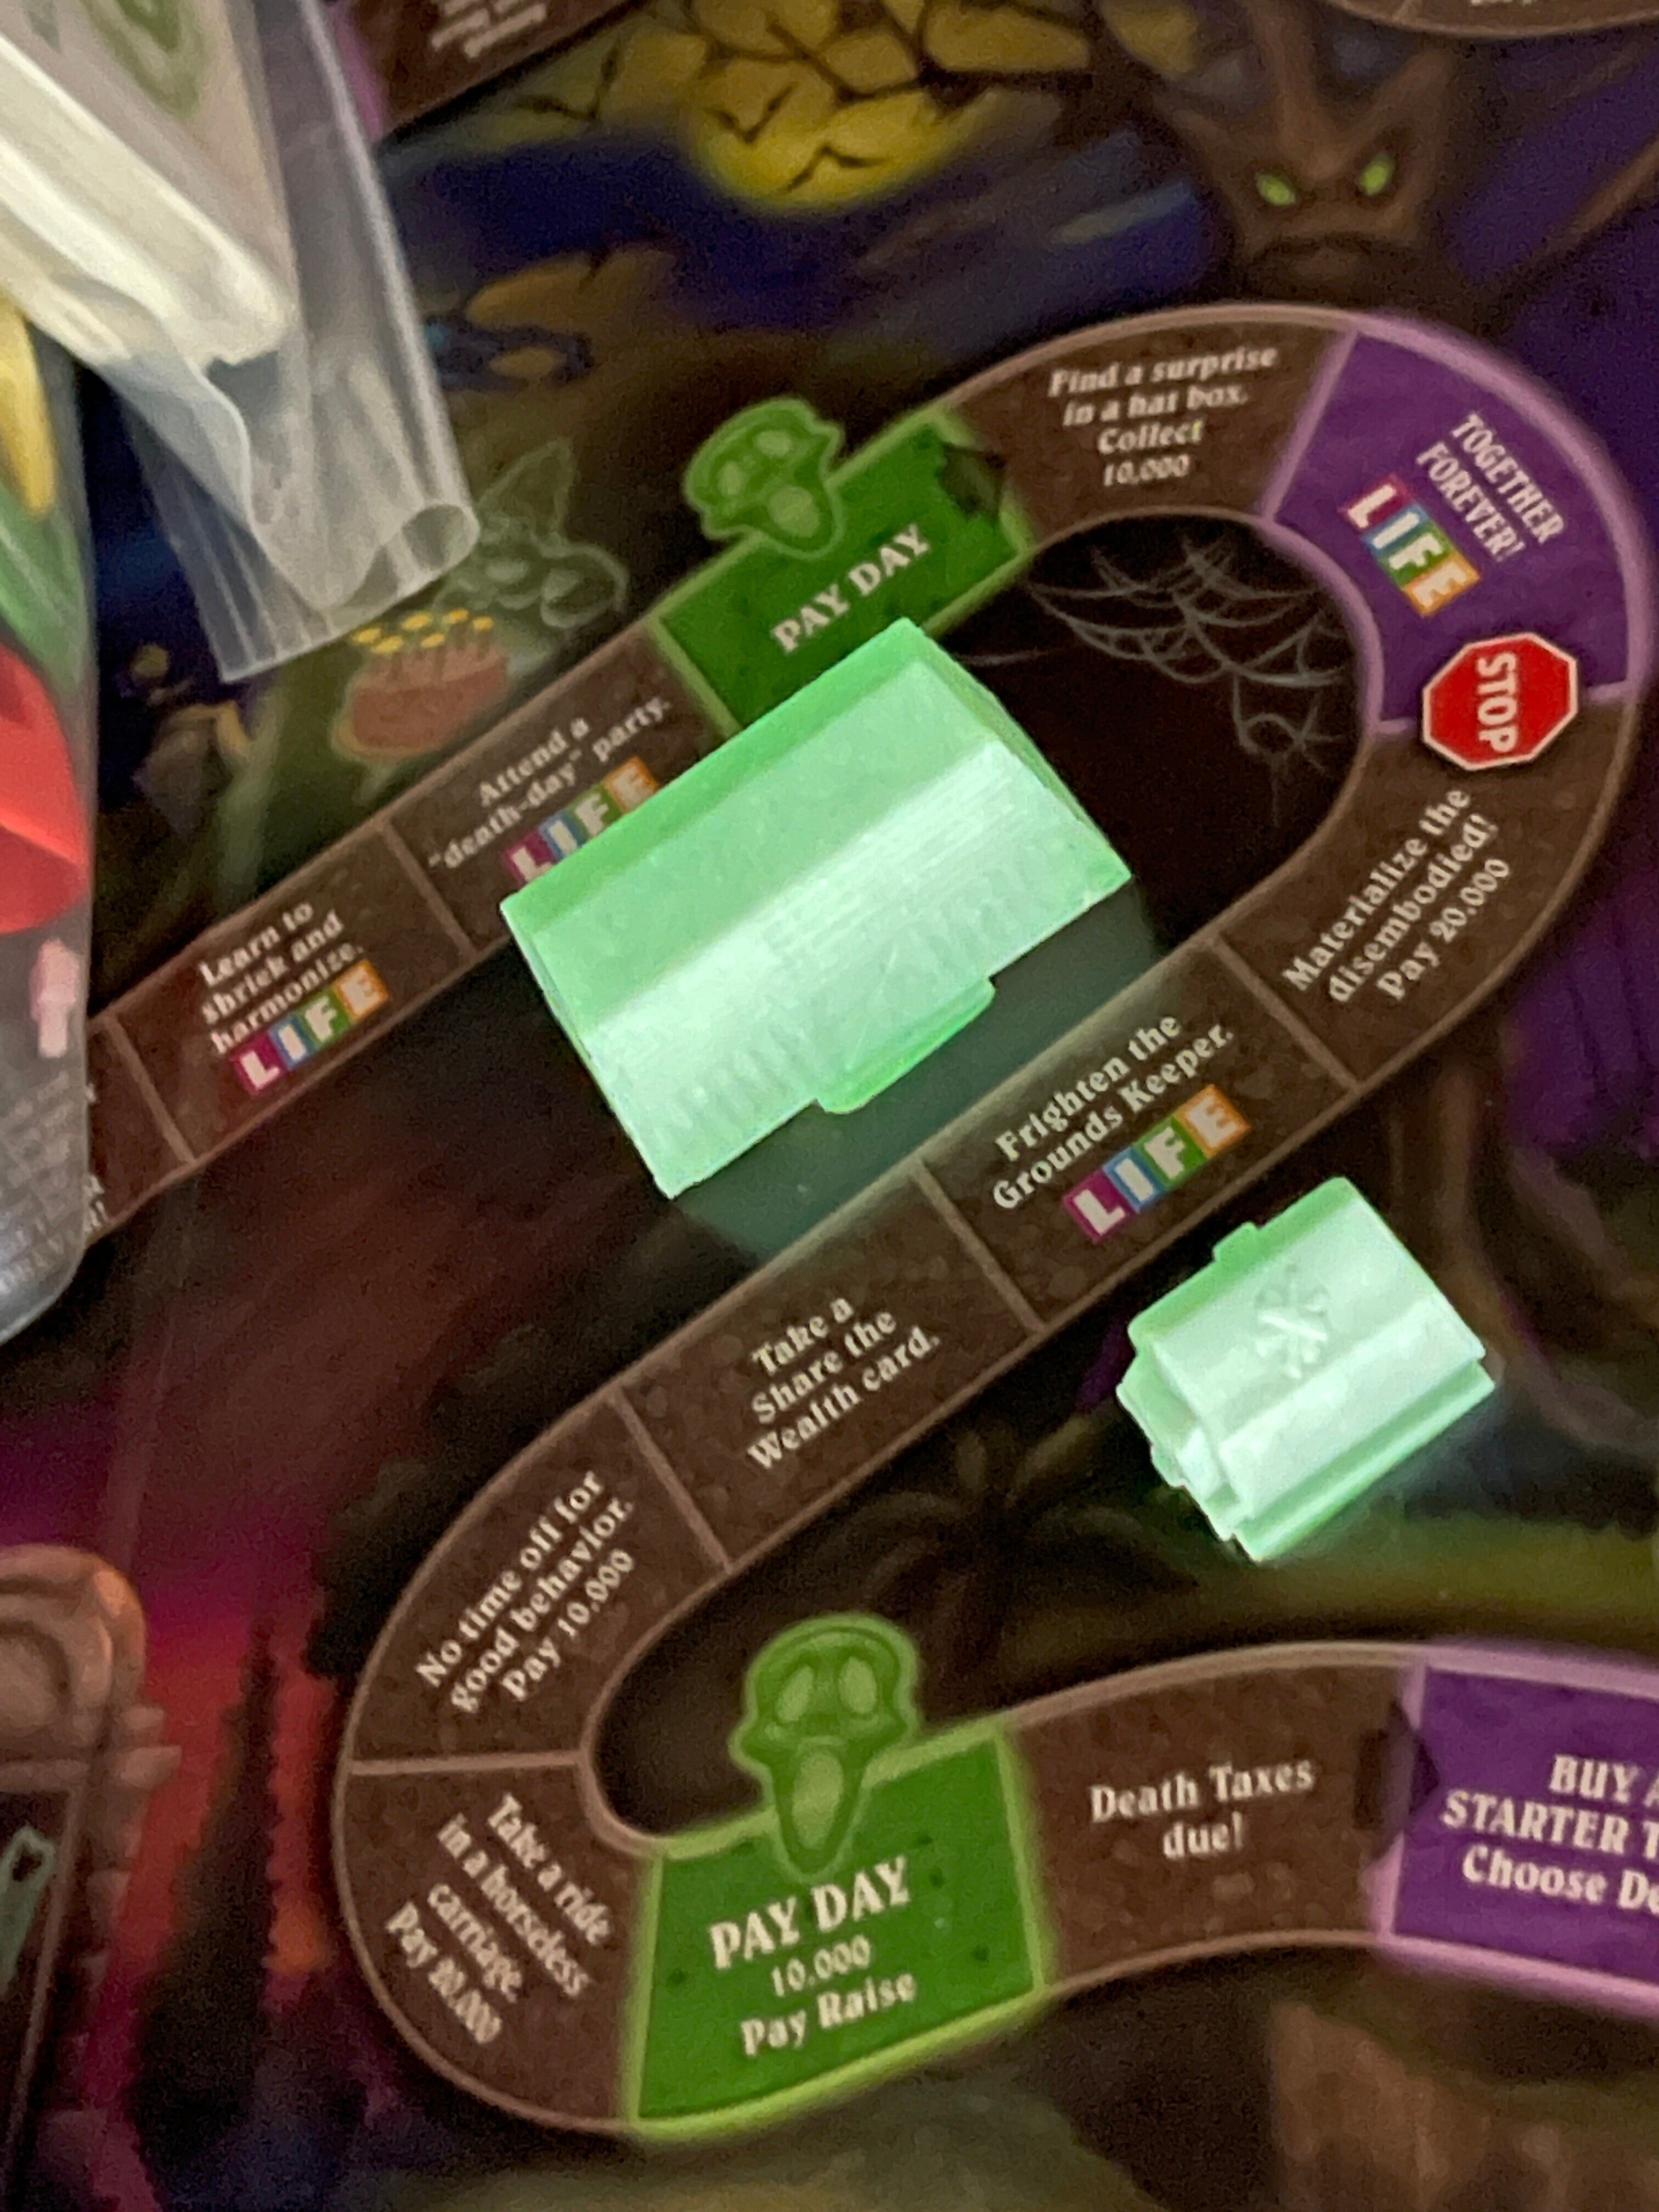 Find a surprise
in a hat box.
Collect
10,000
TOGETHER
FOREVER!
LIFE
STOP
PAY DAY
Attend a
"death-day" party.
LIFE
Learn to
shriek and
harmonize.
LIFE
Materialize the
disembodied!
Pay 20,000
Frighten the
Grounds Keeper.
LIFE
Take a
Share the
Wealth card.
No time off for
good behavior.
Pay 10,000
Take a ride
in a horseless
carriage.
Pay 20,000
PAY DAY
10,000
Pay Raise
Death Taxes
due!
BUY
STARTER
Choose